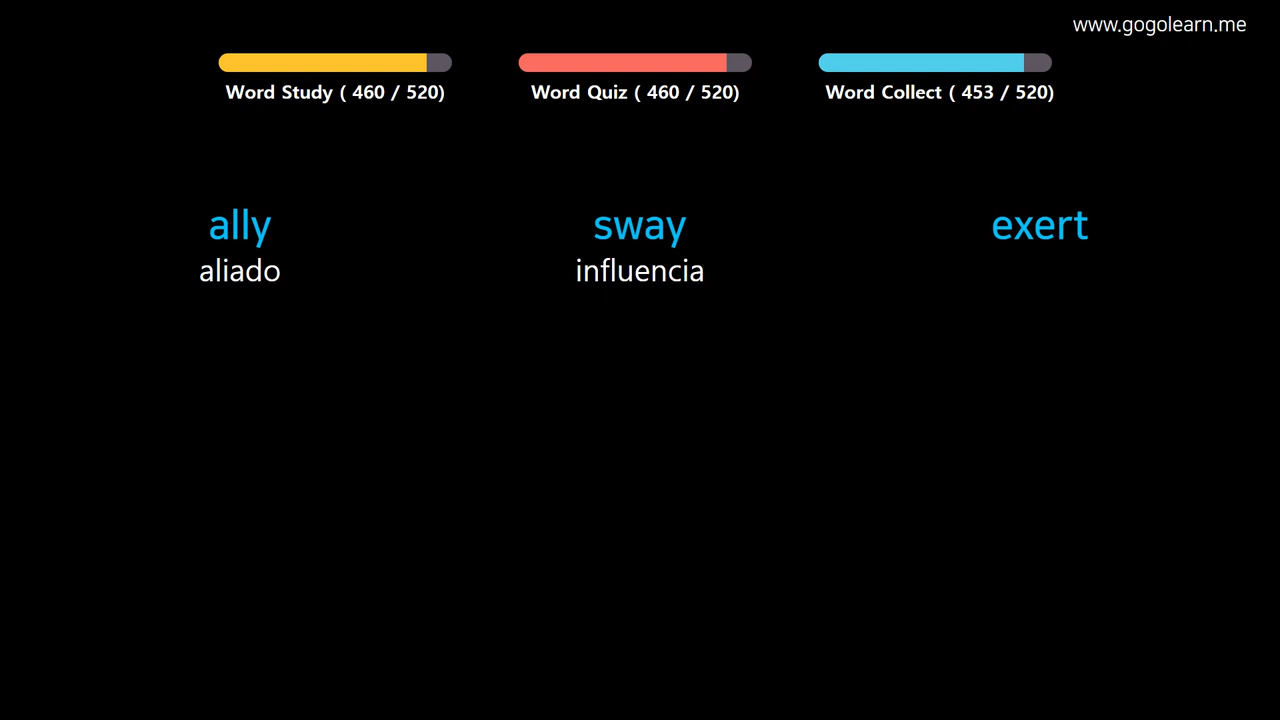 www.gogolearn.me
Word Study ( 460 / 520)
Word Quiz ( 460 / 520)
Word Collect ( 453 / 520)
ally
aliado
sway
influencia
exert